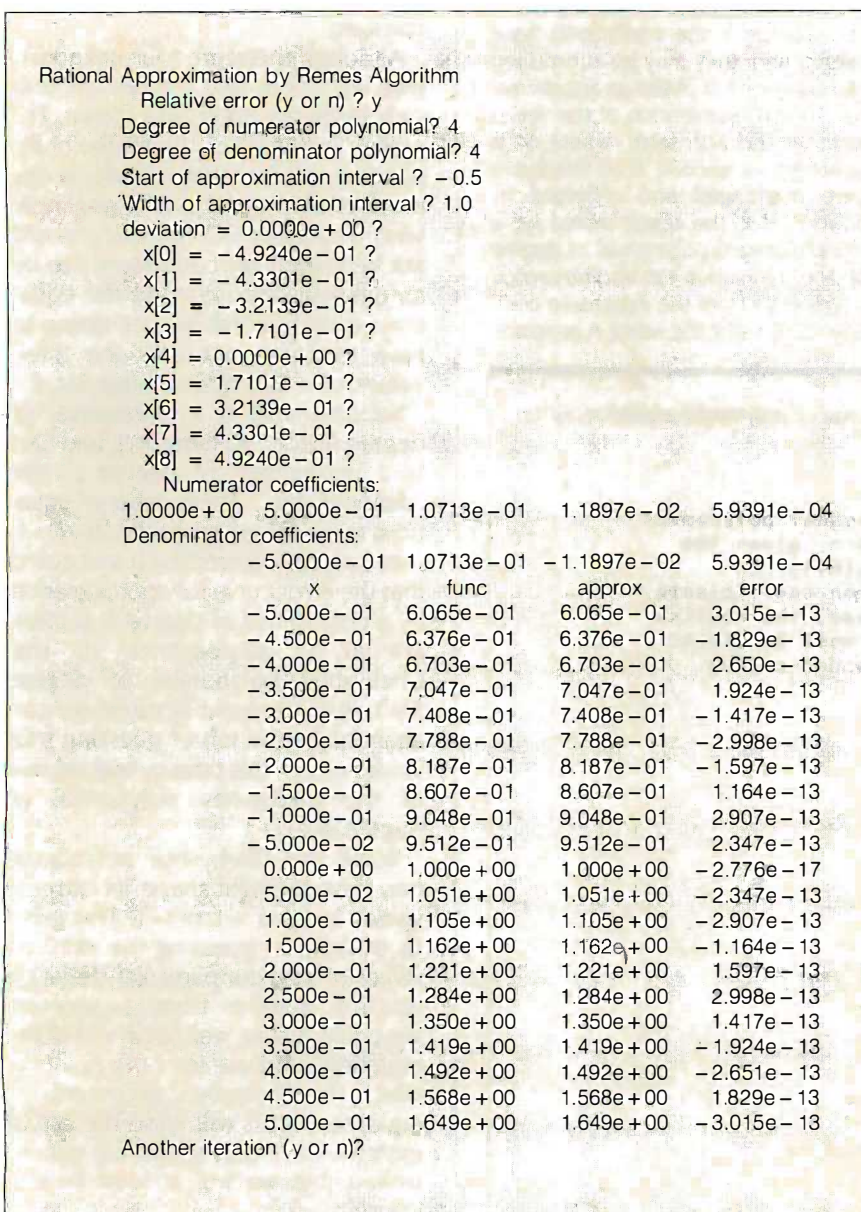 Rational Approximation by Remes Algorithm
Relative error (y or n) ? y
Degree of numerator polynomial? 4
Degree of denominator polynomial? 4
Start of approximation interval ? – 0.5
Width of approximation interval ? 1.0
deviation = 0.0000e + 00 ?
x[0] = – 4.9240e – 01 ?
x[1] = – 4.3301e – 01 ?
x[2] = – 3.2139e – 01 ?
x[3] = – 1.7101e – 01 ?
x[4] = 0.0000e + 00 ?
x[5] = 1.7101e – 01 ?
x[6] = 3.2139e – 01 ?
x[7] = 4.3301e – 01 ?
x[8] = 4.9240e – 01 ?
Numerator coefficients:
1.0000e + 00 5.0000e – 01 1.0713e – 01 1.1897e – 02 5.9391e – 04
Denominator coefficients:
– 5.0000e – 01 1.0713e – 01 – 1.1897e – 02 5.9391e – 04
x func approx error
– 5.000e – 01 6.065e – 01 6.065e – 01 3.015e – 13
– 4.500e – 01 6.376e – 01 6.376e – 01 – 1.829e – 13
– 4.000e – 01 6.703e – 01 6.703e – 01 2.650e – 13
– 3.500e – 01 7.047e – 01 7.047e – 01 1.924e – 13
– 3.000e – 01 7.408e – 01 7.408e – 01 – 1.417e – 13
– 2.500e – 01 7.788e – 01 7.788e – 01 – 2.998e – 13
– 2.000e – 01 8.187e – 01 8.187e – 01 – 1.597e – 13
– 1.500e – 01 8.607e – 01 8.607e – 01 1.164e – 13
– 1.000e – 01 9.048e – 01 9.048e – 01 2.907e – 13
– 5.000e – 02 9.512e – 01 9.512e – 01 2.347e – 13
0.000e + 00 1.000e + 00 1.000e + 00 – 2.776e – 17
5.000e – 02 1.051e + 00 1.051e + 00 – 2.347e – 13
1.000e – 01 1.105e + 00 1.105e + 00 – 2.907e – 13
1.500e – 01 1.162e + 00 1.162e + 00 – 1.164e – 13
2.000e – 01 1.221e + 00 1.221e + 00 1.597e – 13
2.500e – 01 1.284e + 00 1.284e + 00 2.998e – 13
3.000e – 01 1.350e + 00 1.350e + 00 1.417e – 13
3.500e – 01 1.419e + 00 1.419e + 00 – 1.924e – 13
4.000e – 01 1.492e + 00 1.492e + 00 – 2.651e – 13
4.500e – 01 1.568e + 00 1.568e + 00 1.829e – 13
5.000e – 01 1.649e + 00 1.649e + 00 – 3.015e – 13
Another iteration (y or n)?